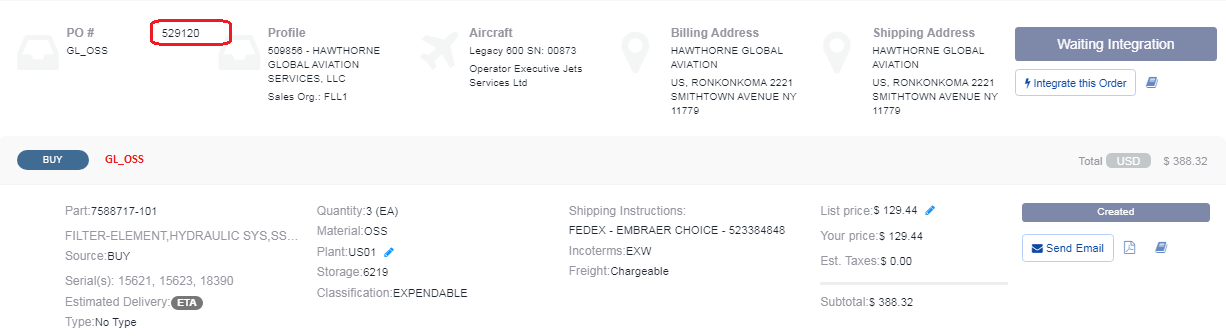 PO #
GL_OSS
529120
Profile
509856 - HAWTHORNE
GLOBAL AVIATION
SERVICES, LLC
Sales Org.: FLL1
Aircraft
Legacy 600 SN: 00873
Operator Executive Jets
Services Ltd
Billing Address
HAWTHORNE GLOBAL
AVIATION
US, RONKONKOMA 2221
SMITHTOWN AVENUE NY
11779
Shipping Address
HAWTHORNE GLOBAL
AVIATION
US, RONKONKOMA 2221
SMITHTOWN AVENUE NY
11779
Waiting Integration
Integrate this Order
BUY
GL_OSS
Total USD $ 388.32
Part:7588717-101
FILTER-ELEMENT,HYDRAULIC SYS,SS...
Source:BUY
Serial(s): 15621, 15623, 18390
Estimated Delivery: ETA
Type:No Type
Quantity:3 (EA)
Material:OSS
Plant:US01
Storage:6219
Classification:EXPENDABLE
Shipping Instructions:
FEDEX - EMBRAER CHOICE - 523384848
Incoterms:EXW
Freight:Chargeable
List price:$ 129.44
Your price:$ 129.44
Est. Taxes:$ 0.00
Subtotal:$ 388.32
Created
Send Email